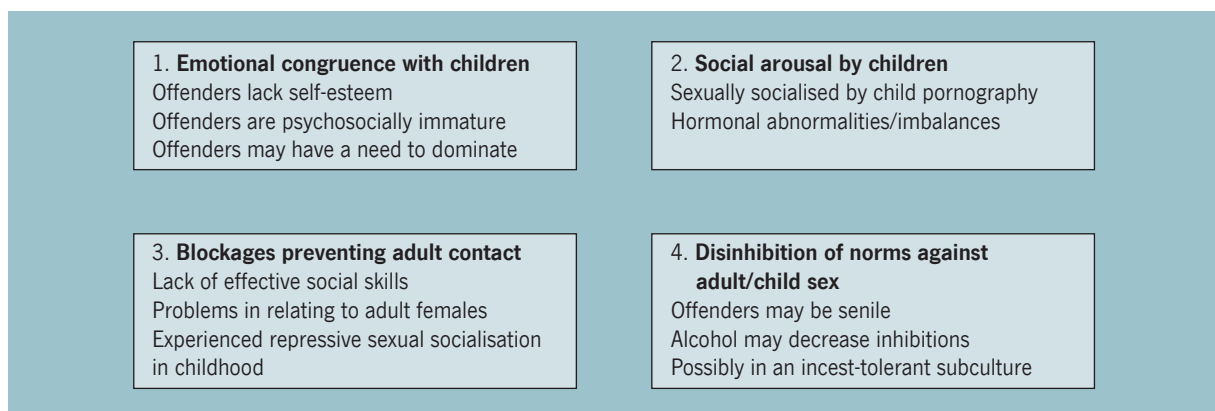 1. Emotional congruence with children
Offenders lack self-esteem
Offenders are psychosocially immature
Offenders may have a need to dominate
2. Social arousal by children
Sexually socialised by child pornography
Hormonal abnormalities/imbalances
3. Blockages preventing adult contact
Lack of effective social skills
Problems in relating to adult females
Experienced repressive sexual socialisation
in childhood
4. Disinhibition of norms against
adult/child sex
Offenders may be senile
Alcohol may decrease inhibitions
Possibly in an incest-tolerant subculture